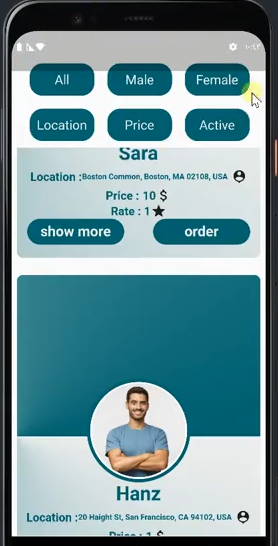 All Male Female
Location Price Active
Sara
Location :Boston Common, Boston, MA 02108, USA
Price : 10 $
Rate : 1★
show more order
Hanz
Location :20 Haight St, San Francisco, CA 94102, USA